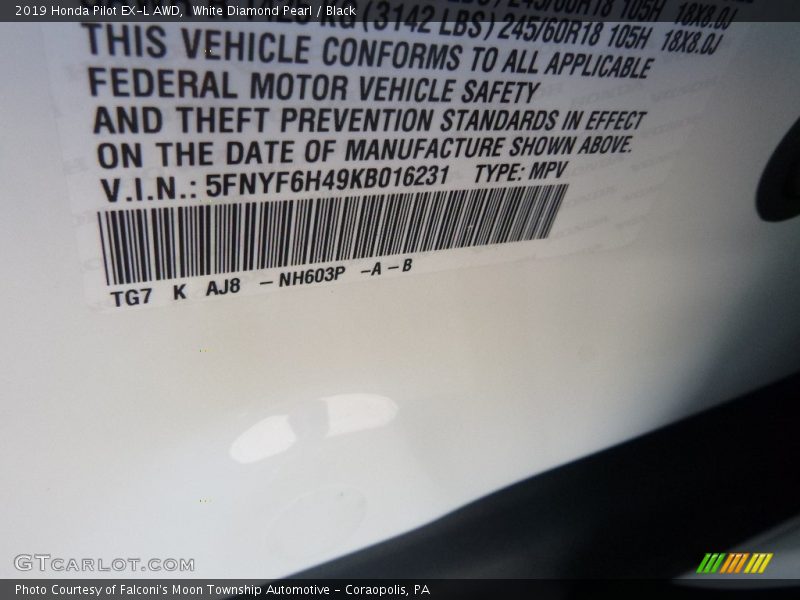 2019 Honda Pilot EX-L AWD, White Diamond Pearl / Black
KG (3142 LBS) 245/60R18 105H 18X8.0J
THIS VEHICLE CONFORMS TO ALL APPLICABLE
FEDERAL MOTOR VEHICLE SAFETY
AND THEFT PREVENTION STANDARDS IN EFFECT
ON THE DATE OF MANUFACTURE SHOWN ABOVE.
V.I.N.: 5FNYF6H49KB016231 TYPE: MPV
TG7 K AJ8 - NH603P -A - B
GTCARLOT.COM
Photo Courtesy of Falconi's Moon Township Automotive - Coraopolis, PA